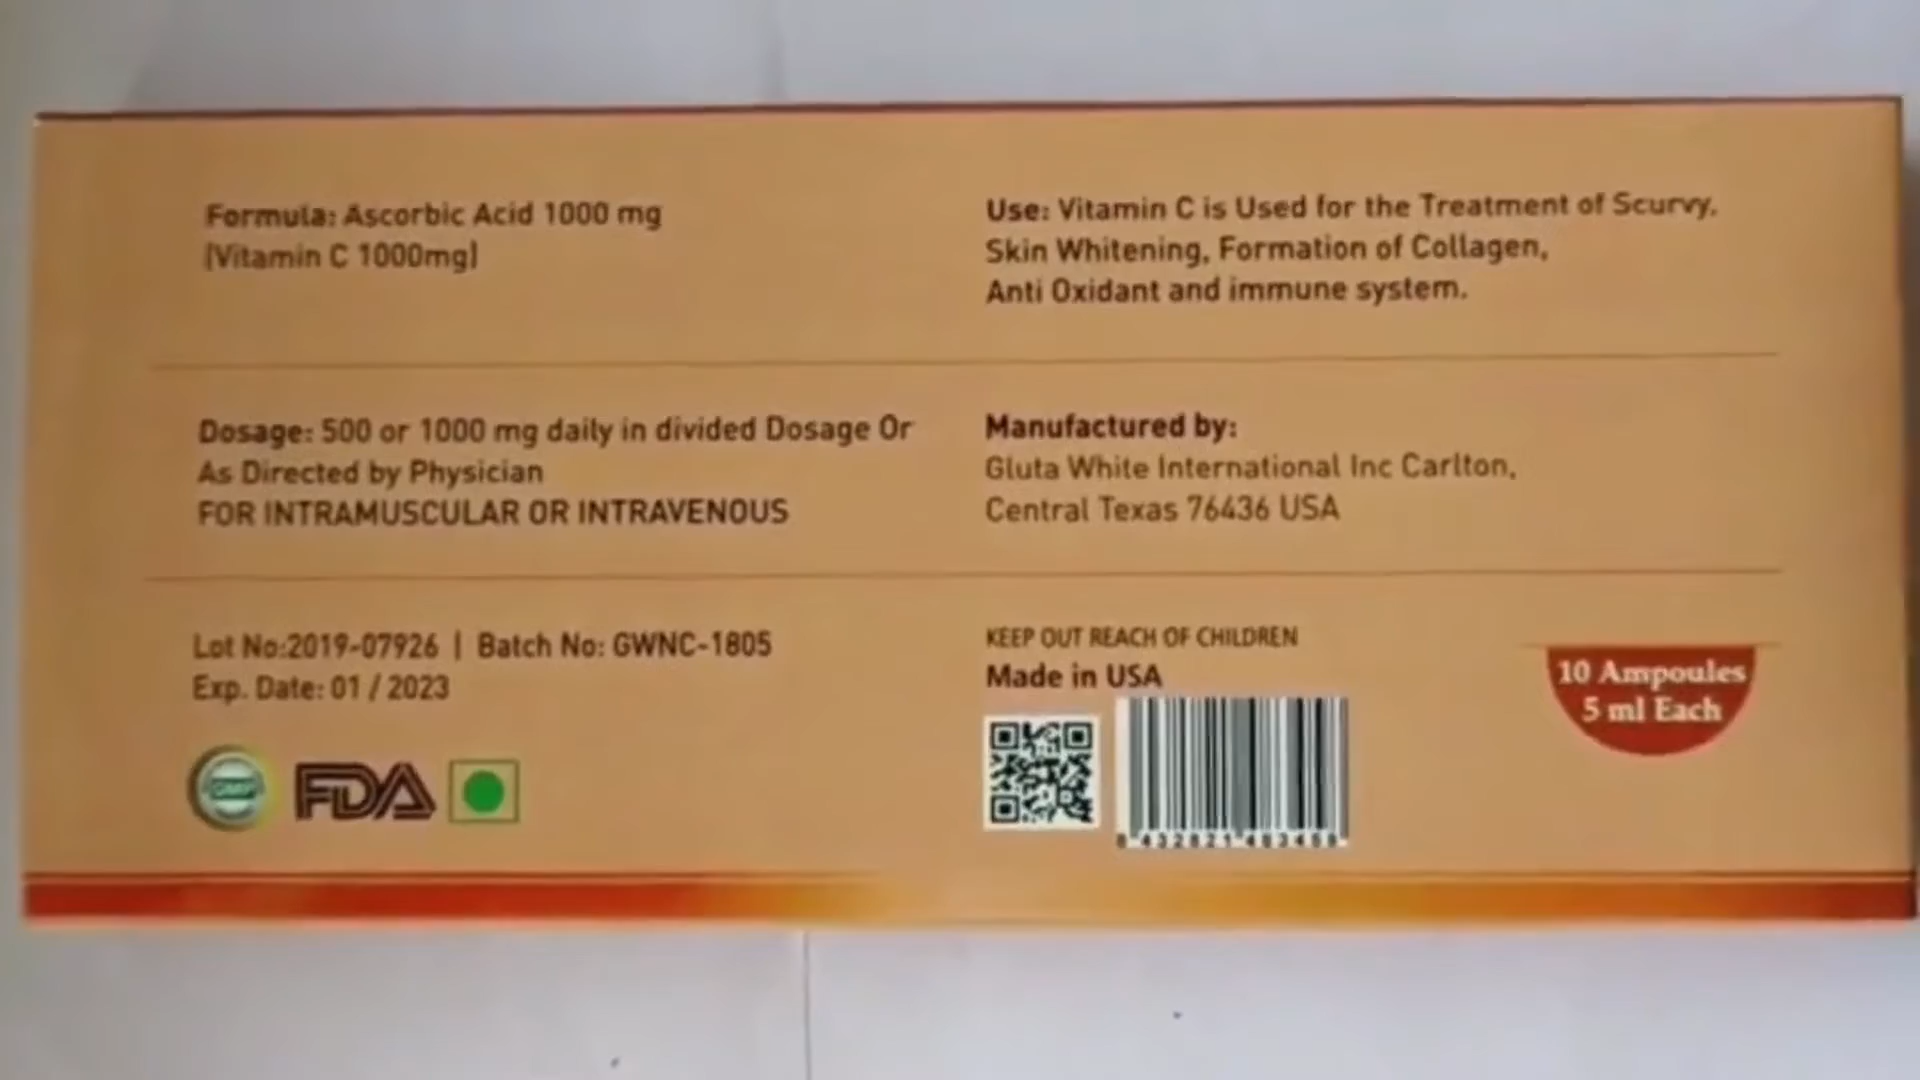 Formula: Ascorbic Acid 1000 mg
(Vitamin C 1000mg)
Use: Vitamin C is Used for the Treatment of Scurvy,
Skin Whitening, Formation of Collagen,
Anti Oxidant and immune system.
Dosage: 500 or 1000 mg daily in divided Dosage Or
As Directed by Physician
FOR INTRAMUSCULAR OR INTRAVENOUS
Manufactured by:
Gluta White International Inc Carlton,
Central Texas 76436 USA
Lot No:2019-07926 | Batch No: GWNC-1805
Exp. Date: 01 / 2023
GMP
FDA
KEEP OUT REACH OF CHILDREN
Made in USA
10 Ampoules
5 ml Each